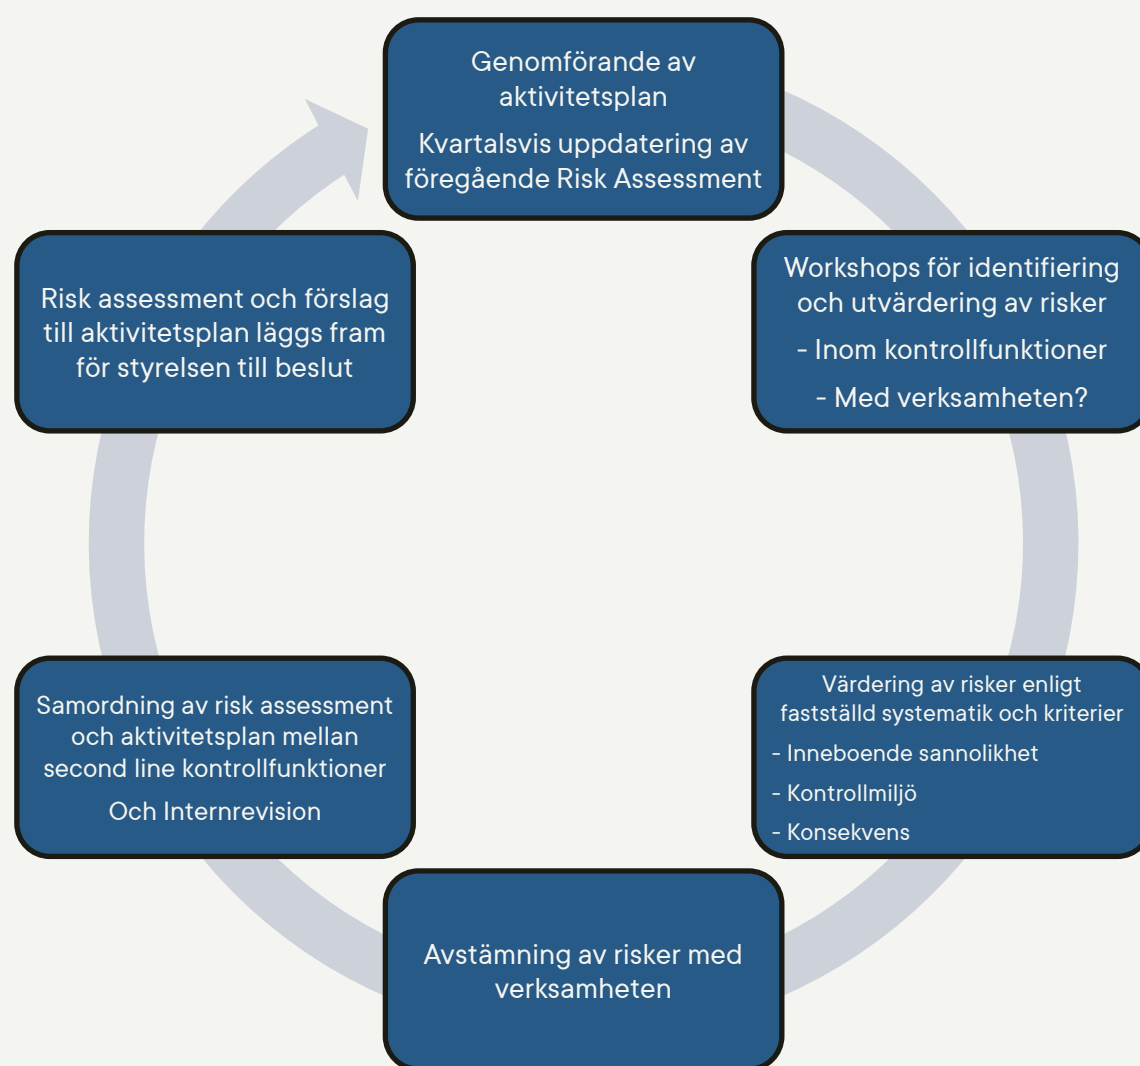 Genomförande av
aktivitetsplan
Kvartalsvis uppdatering av
föregående Risk Assessment
Workshops för identifiering
och utvärdering av risker
- Inom kontrollfunktioner
- Med verksamheten?
Värdering av risker enligt
fastställd systematik och kriterier
- Inneboende sannolikhet
- Kontrollmiljö
- Konsekvens
Avstämning av risker med
verksamheten
Samordning av risk assessment
och aktivitetsplan mellan
second line kontrollfunktioner
Och Internrevision
Risk assessment och förslag
till aktivitetsplan läggs fram
för styrelsen till beslut